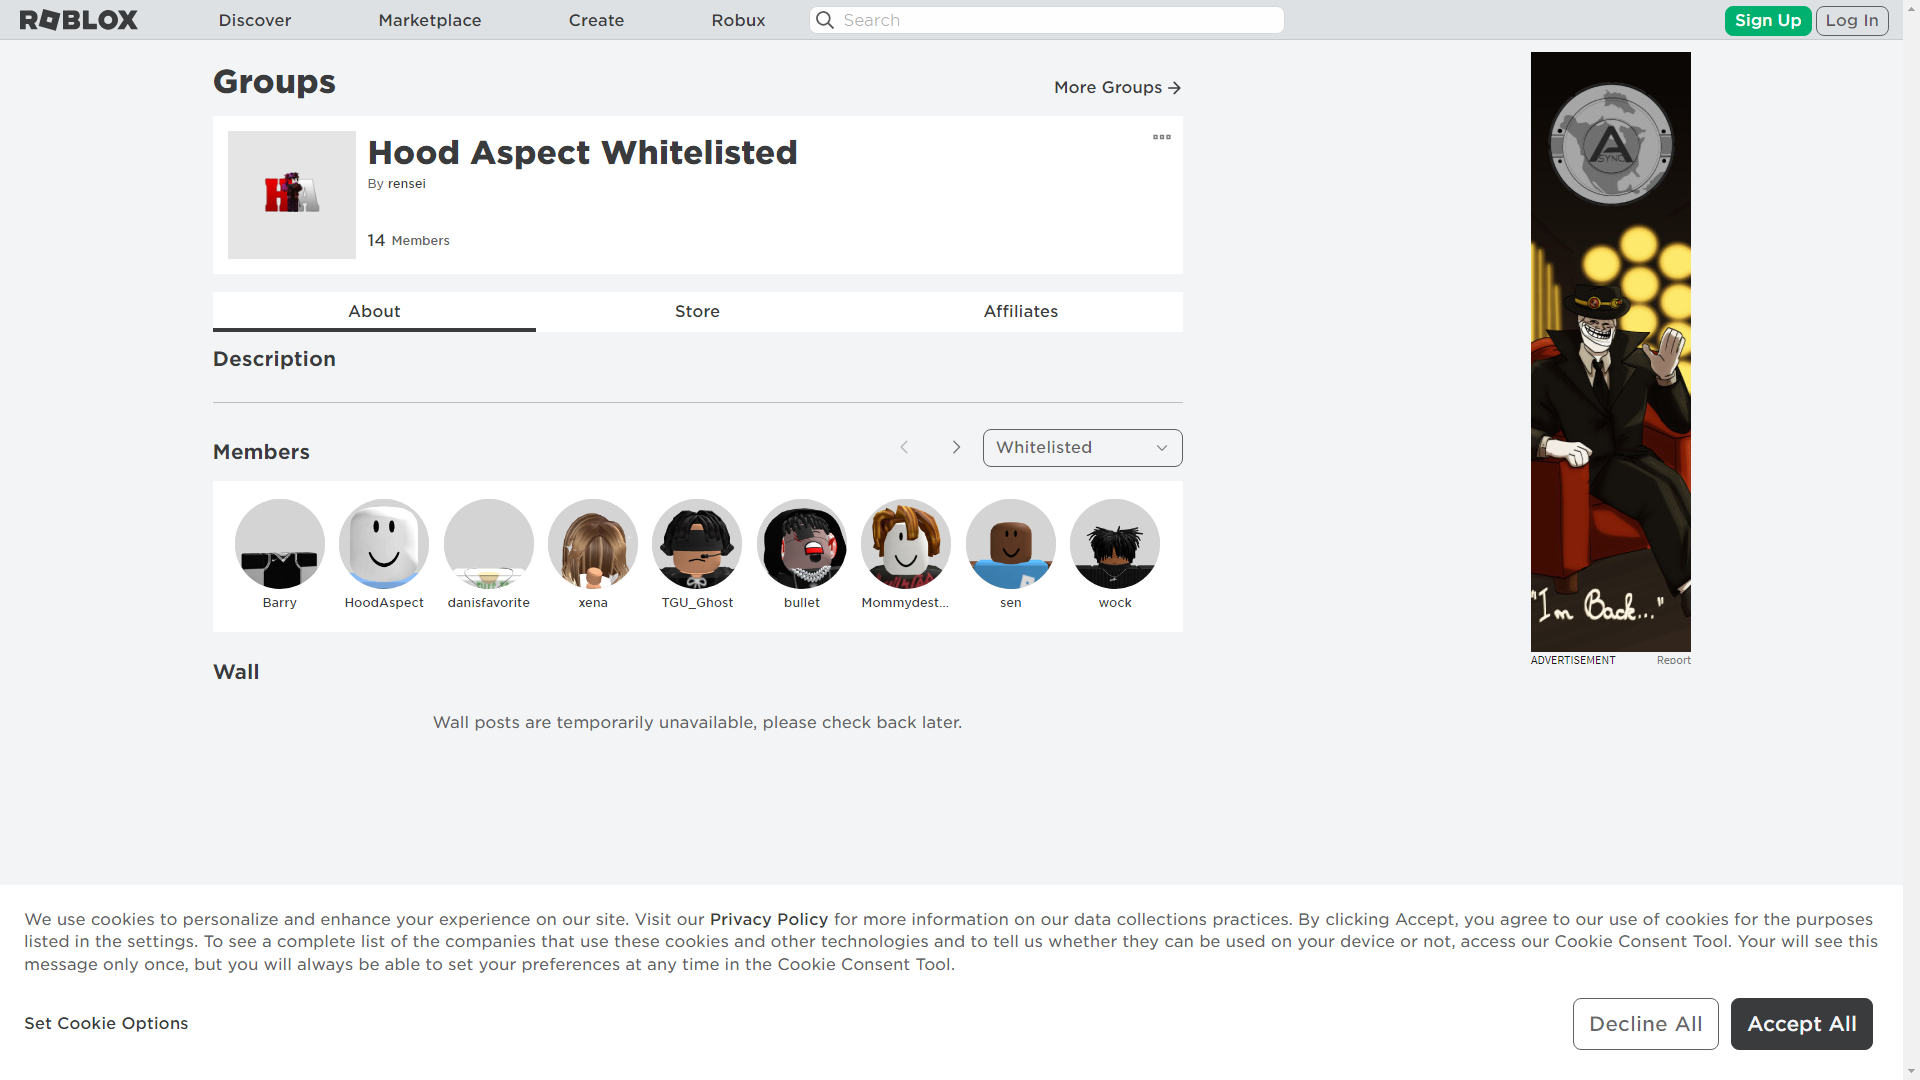 ROBLOX
Discover
Marketplace
Create
Robux
Search
Sign Up
Log In
Groups
More Groups
Hood Aspect Whitelisted
By rensei
14 Members
HA
About
Store
Affiliates
Description
Members
Whitelisted
Barry
HoodAspect
danisfavorite
xena
TGU_Ghost
bullet
Mommydest...
sen
wock
Wall
Wall posts are temporarily unavailable, please check back later.
A
SYNC
"I'm Back..."
ADVERTISEMENT
Report
We use cookies to personalize and enhance your experience on our site. Visit our Privacy Policy for more information on our data collections practices. By clicking Accept, you agree to our use of cookies for the purposes
listed in the settings. To see a complete list of the companies that use these cookies and other technologies and to tell us whether they can be used on your device or not, access our Cookie Consent Tool. Your will see this
message only once, but you will always be able to set your preferences at any time in the Cookie Consent Tool.
Set Cookie Options
Decline All
Accept All